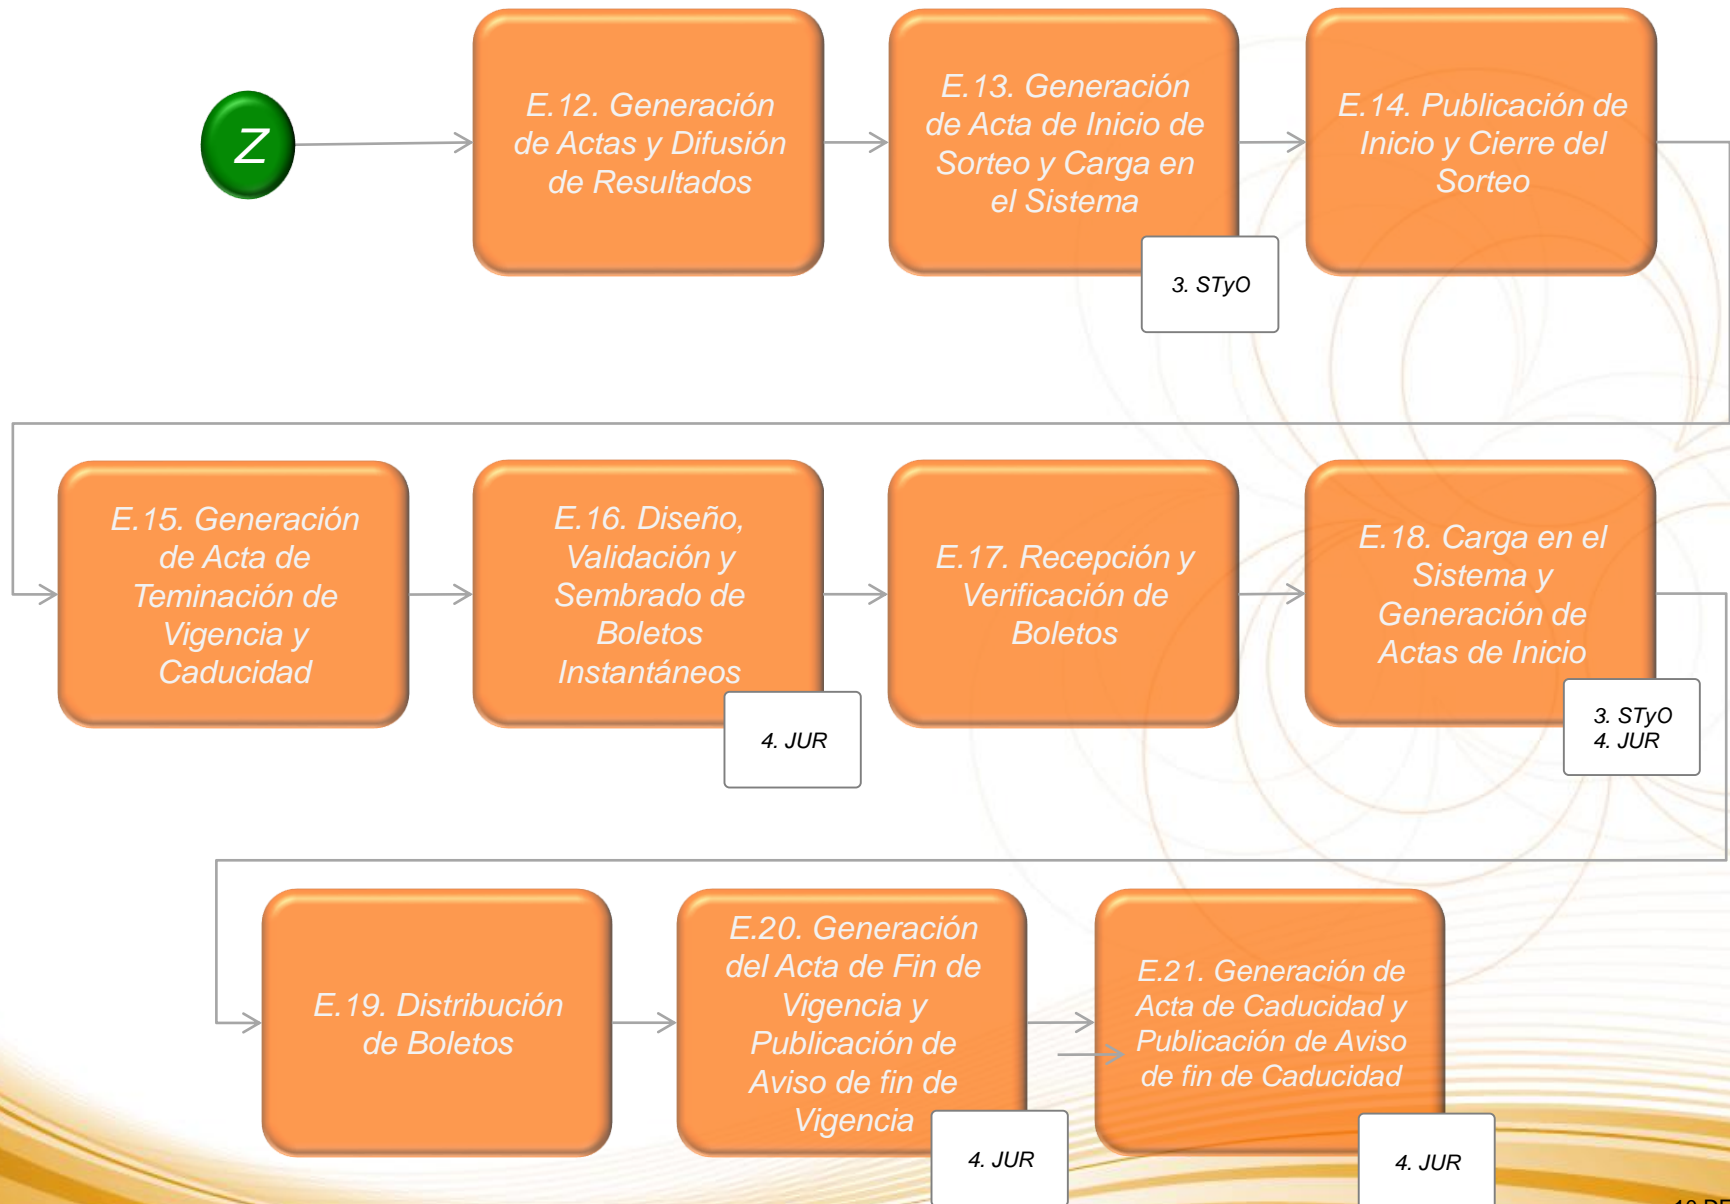 Z
E.12. Generación
de Actas y Difusión
de Resultados
E.13. Generación
de Acta de Inicio de
Sorteo y Carga en
el Sistema
3. STyO
E.14. Publicación de
Inicio y Cierre del
Sorteo
E.15. Generación
de Acta de
Teminación de
Vigencia y
Caducidad
E.16. Diseño,
Validación y
Sembrado de
Boletos
Instantáneos
4. JUR
E.17. Recepción y
Verificación de
Boletos
E.18. Carga en el
Sistema y
Generación de
Actas de Inicio
3. STyO
4. JUR
E.19. Distribución
de Boletos
E.20. Generación
del Acta de Fin de
Vigencia y
Publicación de
Aviso de fin de
Vigencia
4. JUR
E.21. Generación de
Acta de Caducidad y
Publicación de Aviso
de fin de Caducidad
4. JUR